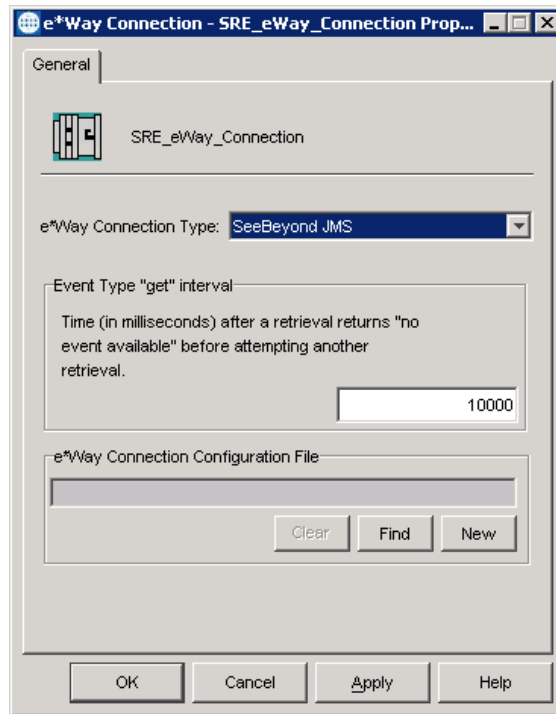 e*Way Connection - SRE_eWay_Connection Prop...
General
SRE_eWay_Connection
e*Way Connection Type: SeeBeyond JMS
Event Type "get" interval
Time (in milliseconds) after a retrieval returns "no
event available" before attempting another
retrieval.
10000
e*Way Connection Configuration File
Clear Find New
OK Cancel Apply Help